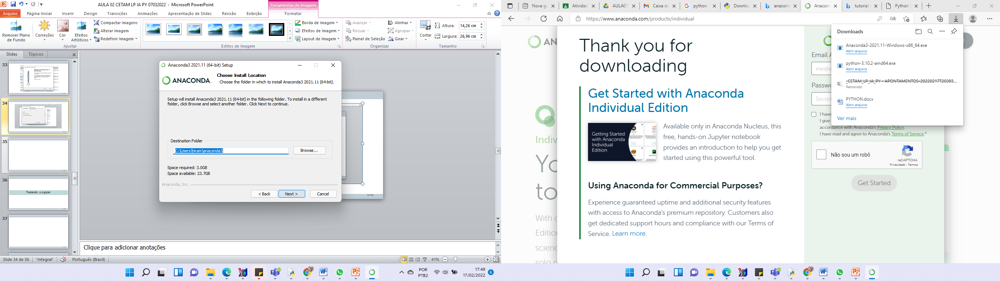 AULA 02 CETAM LP IA PY 07032022 - Microsoft PowerPoint
Ferramentas de Imagem
Arquivo
Página Inicial
Inserir
Design
Transições
Animações
Apresentação de Slides
Revisão
Exibição
Formatar
Remover Plano
de Fundo
Correções
Cor
Efeitos
Artísticos
Compactar Imagens
Alterar Imagem
Redefinir Imagem
Ajustar
Estilos de Imagem
Borda de Imagem
Efeitos de Imagem
Layout de Imagem
Avançar
Recuar
Painel de Seleção
Alinhar
Agrupar
Girar
Organizar
Cortar
Altura:
14,26 cm
Largura:
26,96 cm
Tamanho
Slides
Tópicos
33
34
35
36
Testando o Jupyter
37
Anaconda3 2021.11 (64-bit) Setup
ANACONDA.
Choose Install Location
Choose the folder in which to install Anaconda3 2021.11 (64-bit).
Setup will install Anaconda3 2021.11 (64-bit) in the following folder. To install in a different
folder, click Browse and select another folder. Click Next to continue.
Destination Folder
C:\Users\hiram\anaconda3
Browse...
Space required: 3.0GB
Space available: 23.7GB
Anaconda, Inc.
< Back
Next >
Cancel
Clique para adicionar anotações
Slide 34 de 56
"Integral"
Português (Brasil)
41%
POR
PTB2
17:49
17/02/2022
6
Nova gu
Atividad
AULA01
Caixa de
python
Downlo
anacon
Anacon
tutorial
Python
https://www.anaconda.com/products/individual
Thank you for
downloading
Get Started with Anaconda
Individual Edition
Getting Started
with Anaconda
Individual
Edition
Available only in Anaconda Nucleus, this
free, hands-on Jupyter notebook
provides an introduction to help you get
started using this powerful tool.
Using Anaconda for Commercial Purposes?
Experience guaranteed uptime and additional security features
with access to Anaconda's premium repository. Customers also
get dedicated support hours and compliance with our Terms of
Service. Learn more.
AN
Indiv
Yo
to
With o
Edition
scienc
solo p
Downloads
Anaconda3-2021.11-Windows-x86_64.exe
Abrir arquivo
python-3.10.2-amd64.exe
Abrir arquivo
_CETAM_LP_IA_PY - APONTAMENTOS-20220217T20393...
Removido
PYTHON.docx
Abrir arquivo
Ver mais
Email A
me@a
Passwo
Secret
I have
I give
accordance with Anaconda's Privacy Policy.
I have read and agree to Anaconda's Terms of Service.*
Não sou um robô
reCAPTCHA
Privacidade - Termos
Get Started